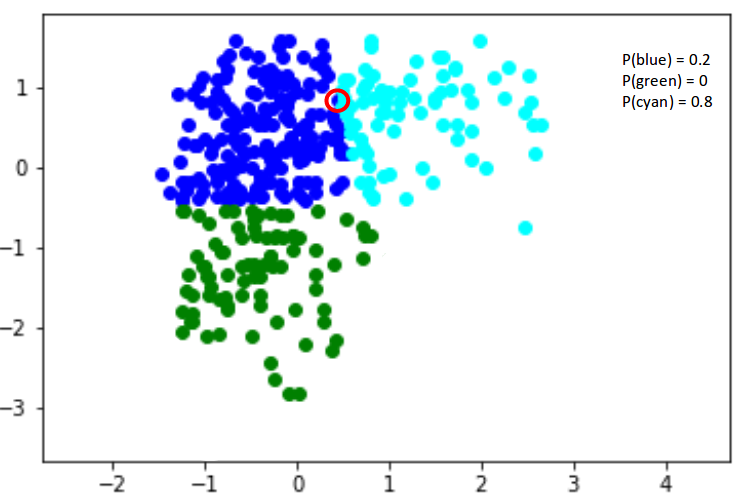 P(blue) = 0.2
P(green) = 0
P(cyan) = 0.8
1
0
−1
−2
−3
−2 −1 0 1 2 3 4